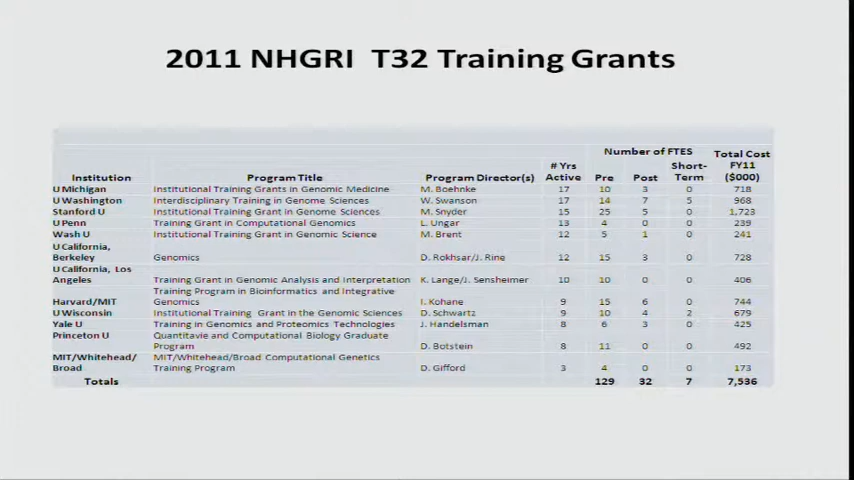 2011 NHGRI T32 Training Grants
Number of FTES
Institution Program Title Program Director(s) # Yrs Active Pre Post Short-Term Total Cost FY11 ($000)
U Michigan Institutional Training Grants in Genomic Medicine M. Boehnke 17 10 3 0 718
U Washington Interdisciplinary Training in Genome Sciences W. Swanson 17 14 7 5 968
Stanford U Institutional Training Grant in Genome Sciences M. Snyder 15 25 5 0 1,723
U Penn Training Grant in Computational Genomics L. Ungar 13 4 0 0 239
Wash U Institutional Training Grant in Genomic Science M. Brent 12 5 1 0 241
U California, Berkeley Genomics D. Rokhsar/J. Rine 12 15 3 0 728
U California, Los Angeles Training Grant in Genomic Analysis and Interpretation K. Lange/J. Sensheimer 10 10 0 0 406
Harvard/MIT Training Program in Bioinformatics and Integrative Genomics I. Kohane 9 15 6 0 744
U Wisconsin Institutional Training Grant in the Genomic Sciences D. Schwartz 9 10 4 2 679
Yale U Training in Genomics and Proteomics Technologies J. Handelsman 8 6 3 0 425
Princeton U Quantitavie and Computational Biology Graduate Program D. Botstein 8 11 0 0 492
MIT/Whitehead/Broad MIT/Whitehead/Broad Computational Genetics Training Program D. Gifford 3 4 0 0 173
Totals 129 32 7 7,536